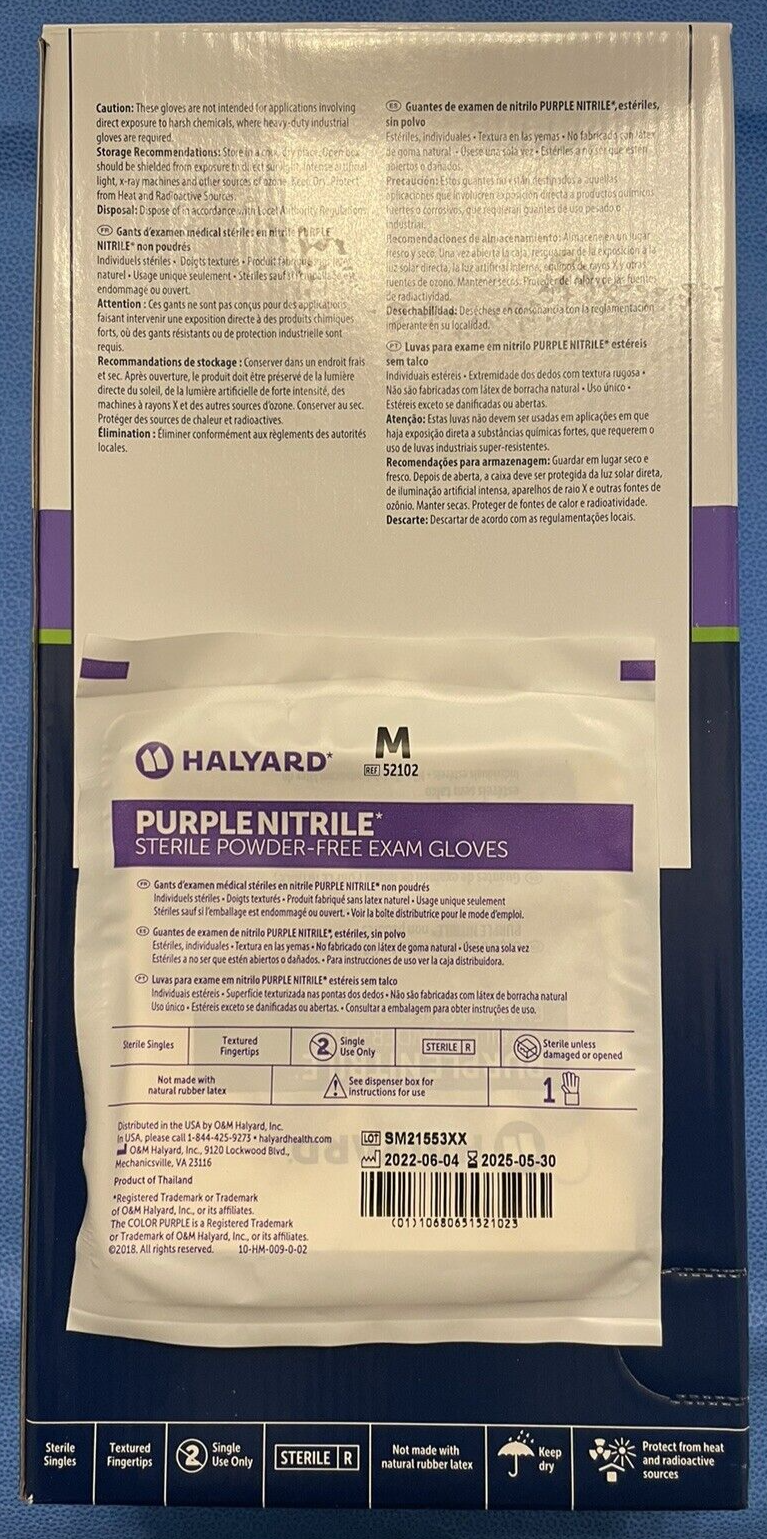 Caution: These gloves are not intended for applications involving
direct exposure to harsh chemicals, where heavy-duty industrial
gloves are required.
Storage Recommendations: Store in a cool, dry place. Open box
should be shielded from exposure to direct sunlight, intense artificial
light, x-ray machines and other sources of ozone. Keep Dry. Protect
from Heat and Radioactive Sources.
Disposal: Dispose of in accordance with Local Authority Regulations.
FR Gants d'examen médical stériles en nitrile PURPLE
NITRILE* non poudrés
Individuels stériles • Doigts texturés • Produit fabriqué sans latex
naturel • Usage unique seulement • Stériles sauf si l'emballage est
endommagé ou ouvert.
Attention : Ces gants ne sont pas conçus pour des applications
faisant intervenir une exposition directe à des produits chimiques
forts, où des gants résistants ou de protection industrielle sont
requis.
Recommandations de stockage : Conserver dans un endroit frais
et sec. Après ouverture, le produit doit être préservé de la lumière
directe du soleil, de la lumière artificielle de forte intensité, des
machines à rayons X et des autres sources d'ozone. Conserver au sec.
Protéger des sources de chaleur et radioactives.
Élimination : Éliminer conformément aux règlements des autorités
locales.
ES Guantes de examen de nitrilo PURPLE NITRILE*, estériles,
sin polvo
Estériles, individuales • Textura en las yemas • No fabricado con látex
de goma natural • Úsese una sola vez • Estériles a no ser que estén
abiertos o dañados.
Precaución: Estos guantes no están destinados a aquellas
aplicaciones que involucren exposición directa a productos químicos
fuertes o corrosivos, que requieran guantes de uso pesado o
industrial.
Recomendaciones de almacenamiento: Almacene en un lugar
fresco y seco. Una vez abierta la caja, resguardar de la exposición a la
luz solar directa, la luz artificial intensa, equipos de rayos X y otras
fuentes de ozono. Mantener secos. Proteger del calor y de las fuentes
de radiactividad.
Desechabilidad: Deséchese en consonancia con la reglamentación
imperante en su localidad.
PT Luvas para exame em nitrilo PURPLE NITRILE* estéreis
sem talco
Individuais estéreis • Extremidade dos dedos com textura rugosa •
Não são fabricadas com látex de borracha natural • Uso único •
Estéreis exceto se danificadas ou abertas.
Atenção: Estas luvas não devem ser usadas em aplicações em que
haja exposição direta a substâncias químicas fortes, que requerem o
uso de luvas industriais super-resistentes.
Recomendações para armazenagem: Guardar em lugar seco e
fresco. Depois de aberta, a caixa deve ser protegida da luz solar direta,
de iluminação artificial intensa, aparelhos de raio X e outras fontes de
ozônio. Manter secas. Proteger de fontes de calor e radioatividade.
Descarte: Descartar de acordo com as regulamentações locais.
HALYARD*
M
REF 52102
PURPLE NITRILE*
STERILE POWDER-FREE EXAM GLOVES
FR Gants d'examen médical stériles en nitrile PURPLE NITRILE* non poudrés
Individuels stériles • Doigts texturés • Produit fabriqué sans latex naturel • Usage unique seulement
Stériles sauf si l'emballage est endommagé ou ouvert. • Voir la boîte distributrice pour le mode d'emploi.
ES Guantes de examen de nitrilo PURPLE NITRILE*, estériles, sin polvo
Estériles, individuales • Textura en las yemas • No fabricado con látex de goma natural • Úsese una sola vez
Estériles a no ser que estén abiertos o dañados. • Para instrucciones de uso ver la caja distribuidora.
PT Luvas para exame em nitrilo PURPLE NITRILE* estéreis sem talco
Individuais estéreis • Superfície texturizada nas pontas dos dedos • Não são fabricadas com látex de borracha natural
Uso único • Estéreis exceto se danificadas ou abertas. • Consultar a embalagem para obter instruções de uso.
Sterile Singles
Textured
Fingertips
2 Single
Use Only
STERILE R
Sterile unless
damaged or opened
Not made with
natural rubber latex
See dispenser box for
instructions for use
1
Distributed in the USA by O&M Halyard, Inc.
In USA, please call 1-844-425-9273 • halyardhealth.com
O&M Halyard, Inc., 9120 Lockwood Blvd.,
Mechanicsville, VA 23116
Product of Thailand
*Registered Trademark or Trademark
of O&M Halyard, Inc., or its affiliates.
The COLOR PURPLE is a Registered Trademark
or Trademark of O&M Halyard, Inc., or its affiliates.
©2018. All rights reserved. 10-HM-009-0-02
LOT SM21553XX
2022-06-04 2025-05-30
(01)10680651521023
Sterile
Singles
Textured
Fingertips
2 Single
Use Only
STERILE R
Not made with
natural rubber latex
Keep
dry
Protect from heat
and radioactive
sources